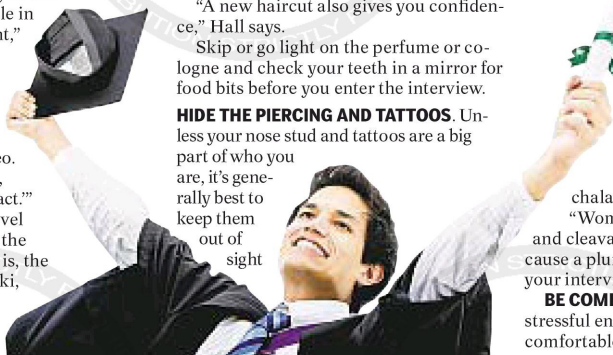 le in
nt,"
eo.
,
act.'”
vel
the
is, the
ki,
“A new haircut also gives you confiden-
ce,” Hall says.
Skip or go light on the perfume or co-
logne and check your teeth in a mirror for
food bits before you enter the interview.
HIDE THE PIERCING AND TATTOOS. Un-
less your nose stud and tattoos are a big
part of who you
are, it's gene-
rally best to
keep them
out of
sight
chala
“Won
and cleava
cause a plu
your intervi
BE COM
stressful en
comfortabl